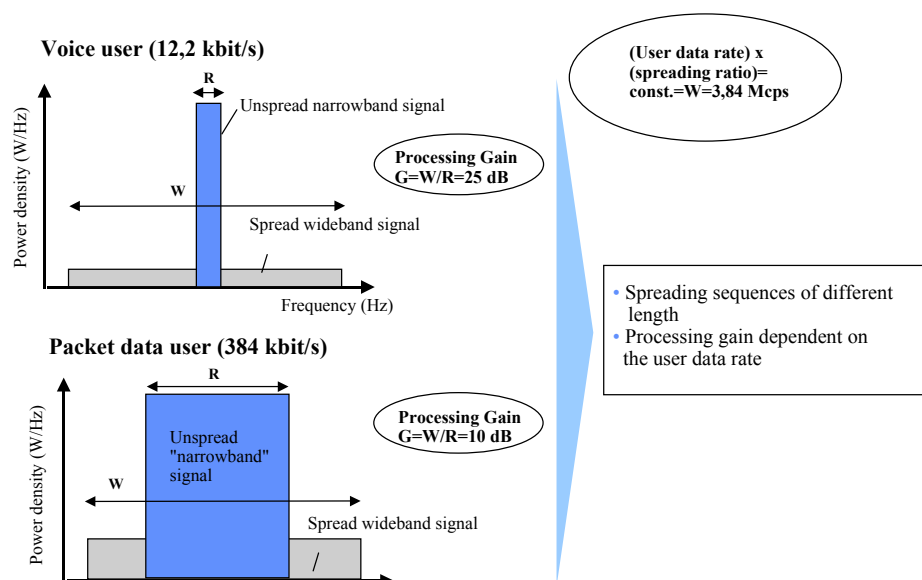 Voice user (12,2 kbit/s)
R
Unspread narrowband signal
Power density (W/Hz)
W
Spread wideband signal
Frequency (Hz)
Processing Gain
G=W/R=25 dB
Packet data user (384 kbit/s)
R
Power density (W/Hz)
Unspread
"narrowband"
signal
W
Spread wideband signal
Processing Gain
G=W/R=10 dB
(User data rate) x
(spreading ratio)=
const.=W=3,84 Mcps
• Spreading sequences of different
length
• Processing gain dependent on
the user data rate